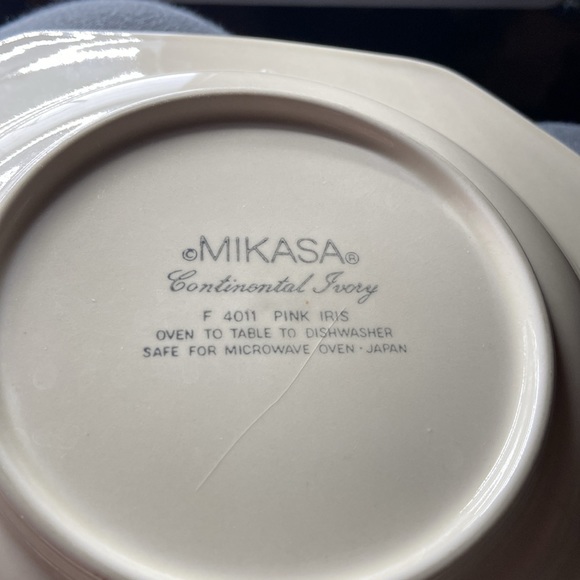 ©MIKASA®
Continental Ivory
F 4011 PINK IRIS
OVEN TO TABLE TO DISHWASHER
SAFE FOR MICROWAVE OVEN · JAPAN